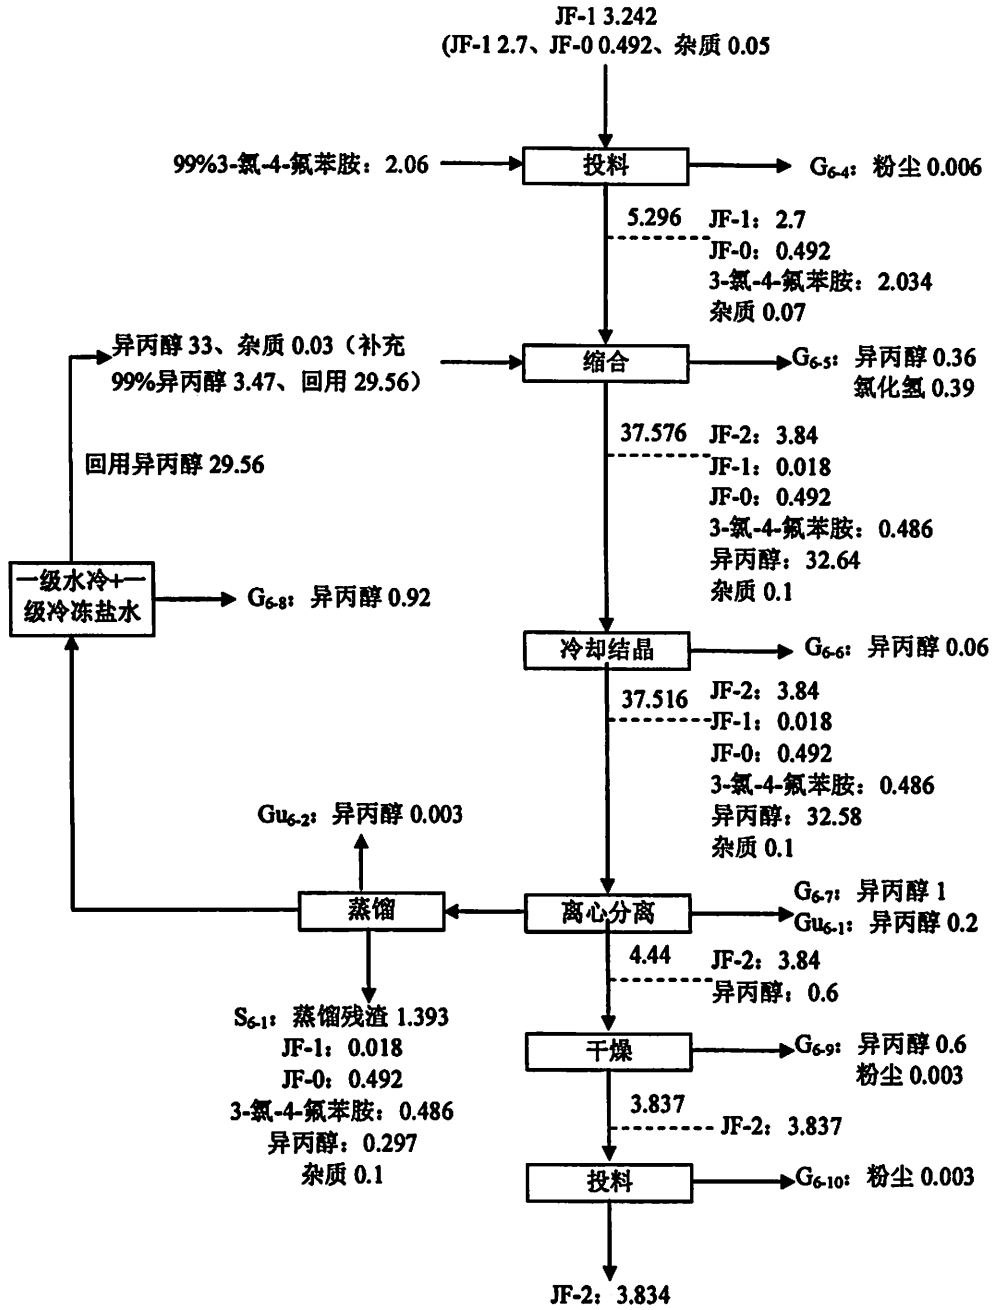 JF-1 3.242
(JF-1 2.7、JF-0 0.492、杂质 0.05
99%3-氯-4-氟苯胺：2.06
投料
G6-4：粉尘 0.006
5.296
JF-1：2.7
JF-0：0.492
3-氯-4-氟苯胺：2.034
杂质 0.07
异丙醇 33、杂质 0.03（补充
99%异丙醇 3.47、回用 29.56）
缩合
G6-5：异丙醇 0.36
氯化氢 0.39
回用异丙醇 29.56
37.576
JF-2：3.84
JF-1：0.018
JF-0：0.492
3-氯-4-氟苯胺：0.486
异丙醇：32.64
杂质 0.1
一级水冷+一
级冷冻盐水
G6-8：异丙醇 0.92
冷却结晶
G6-6：异丙醇 0.06
37.516
JF-2：3.84
JF-1：0.018
JF-0：0.492
3-氯-4-氟苯胺：0.486
异丙醇：32.58
杂质 0.1
Gu6-2：异丙醇 0.003
蒸馏
离心分离
G6-7：异丙醇 1
Gu6-1：异丙醇 0.2
4.44
JF-2：3.84
异丙醇：0.6
S6-1：蒸馏残渣 1.393
JF-1：0.018
JF-0：0.492
3-氯-4-氟苯胺：0.486
异丙醇：0.297
杂质 0.1
干燥
G6-9：异丙醇 0.6
粉尘 0.003
3.837
JF-2：3.837
投料
G6-10：粉尘 0.003
JF-2：3.834